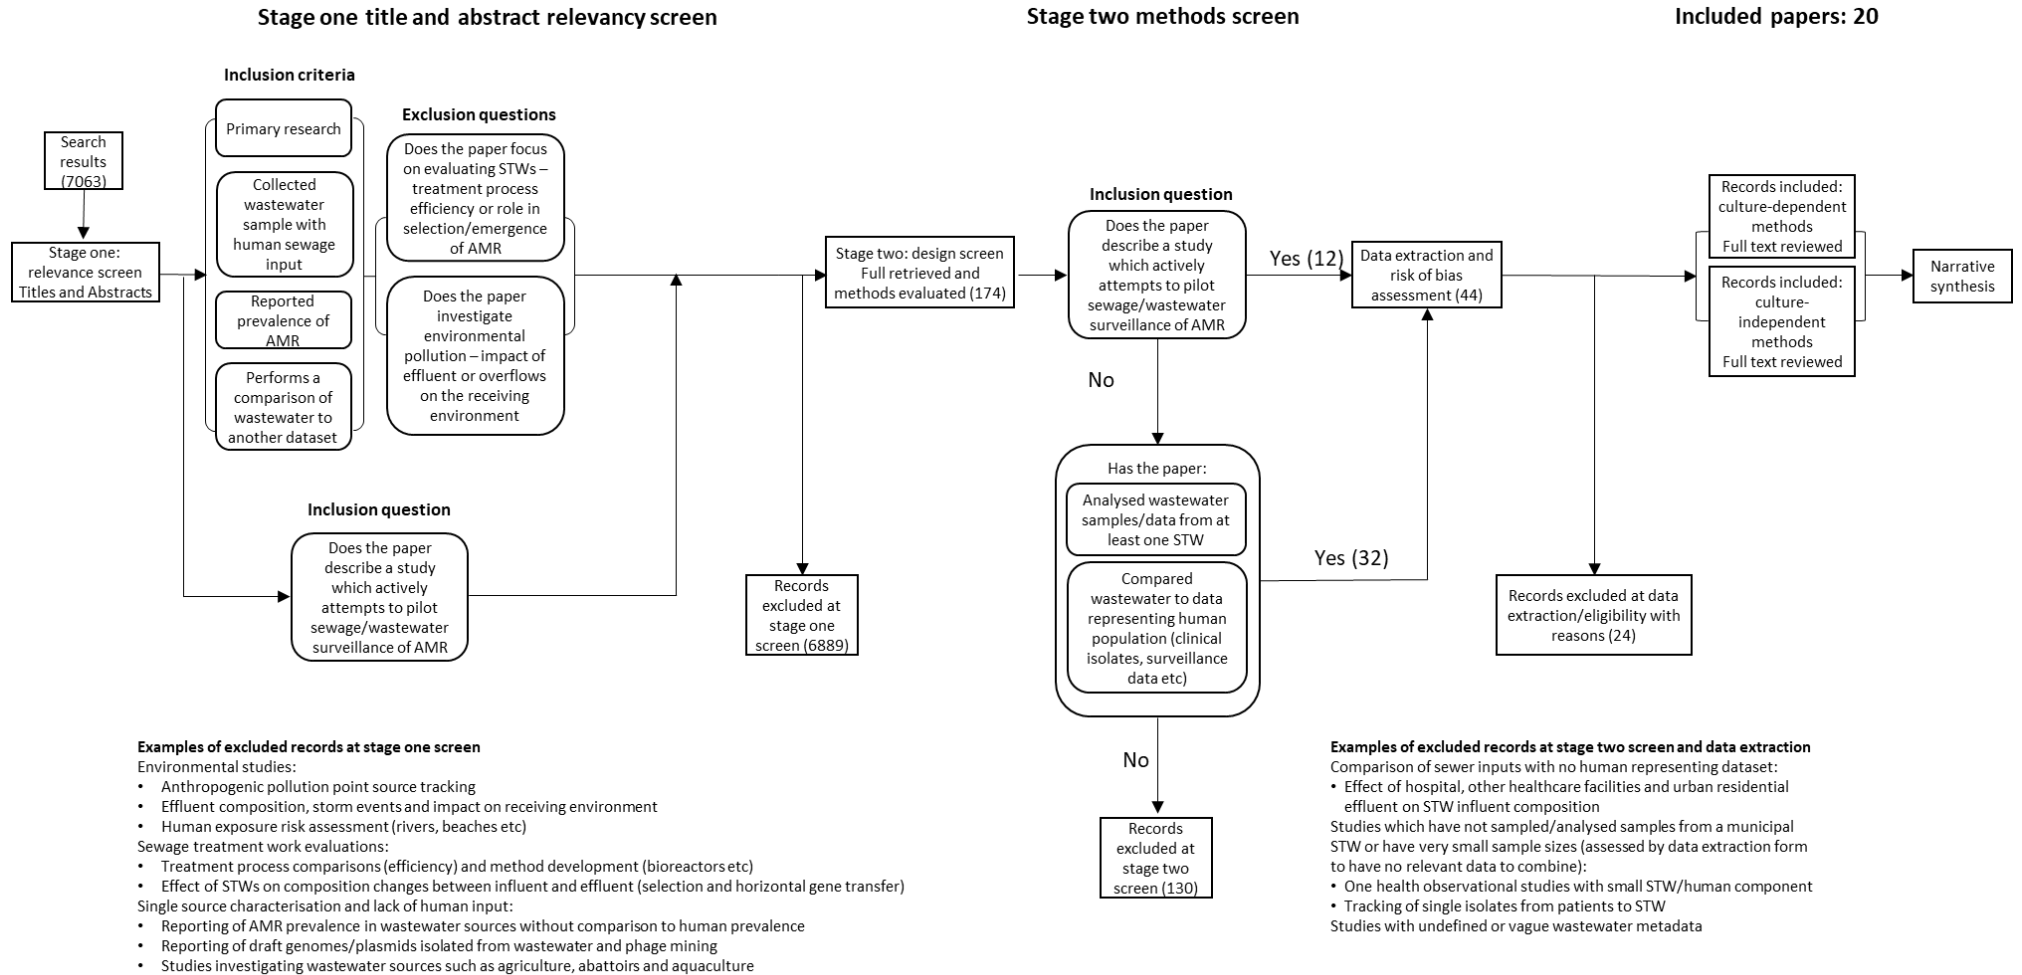 Stage one title and abstract relevancy screen
Stage two methods screen
Included papers: 20
Search
results
(7063)
Stage one:
relevance screen
Titles and Abstracts
Inclusion criteria
Primary research
Collected
wastewater
sample with
human sewage
input
Reported
prevalence of
AMR
Performs a
comparison of
wastewater to
another dataset
Exclusion questions
Does the paper focus
on evaluating STWs –
treatment process
efficiency or role in
selection/emergence
of AMR
Does the paper
investigate
environmental
pollution – impact of
effluent or overflows
on the receiving
environment
Inclusion question
Does the paper
describe a study
which actively
attempts to pilot
sewage/wastewater
surveillance of AMR
Records
excluded at
stage one
screen (6889)
Stage two: design screen
Full retrieved and
methods evaluated (174)
Inclusion question
Does the paper
describe a study
which actively
attempts to pilot
sewage/wastewater
surveillance of AMR
Yes (12)
No
Has the paper:
Analysed wastewater
samples/data from at
least one STW
Compared
wastewater to data
representing human
population (clinical
isolates, surveillance
data etc)
Yes (32)
No
Records
excluded at
stage two
screen (130)
Data extraction and
risk of bias
assessment (44)
Records excluded at data
extraction/eligibility with
reasons (24)
Records included:
culture-dependent
methods
Full text reviewed
Records included:
culture-
independent
methods
Full text reviewed
Narrative
synthesis
Examples of excluded records at stage one screen
Environmental studies:
• Anthropogenic pollution point source tracking
• Effluent composition, storm events and impact on receiving environment
• Human exposure risk assessment (rivers, beaches etc)
Sewage treatment work evaluations:
• Treatment process comparisons (efficiency) and method development (bioreactors etc)
• Effect of STWs on composition changes between influent and effluent (selection and horizontal gene transfer)
Single source characterisation and lack of human input:
• Reporting of AMR prevalence in wastewater sources without comparison to human prevalence
• Reporting of draft genomes/plasmids isolated from wastewater and phage mining
• Studies investigating wastewater sources such as agriculture, abattoirs and aquaculture
Examples of excluded records at stage two screen and data extraction
Comparison of sewer inputs with no human representing dataset:
• Effect of hospital, other healthcare facilities and urban residential
effluent on STW influent composition
Studies which have not sampled/analysed samples from a municipal
STW or have very small sample sizes (assessed by data extraction form
to have no relevant data to combine):
• One health observational studies with small STW/human component
• Tracking of single isolates from patients to STW
Studies with undefined or vague wastewater metadata